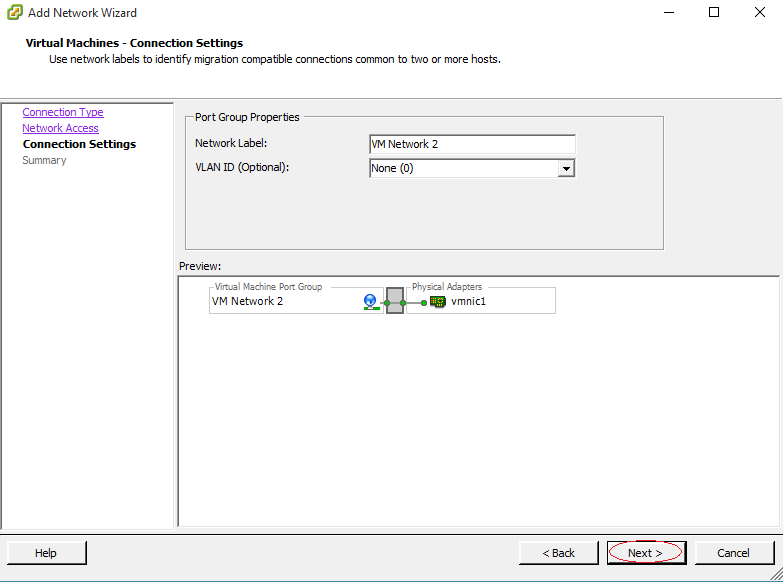 Add Network Wizard
Virtual Machines - Connection Settings
Use network labels to identify migration compatible connections common to two or more hosts.
Connection Type
Network Access
Connection Settings
Summary
Port Group Properties
Network Label:
VM Network 2
VLAN ID (Optional):
None (0)
Preview:
Virtual Machine Port Group
Physical Adapters
VM Network 2
vmnic1
Help
< Back
Next >
Cancel